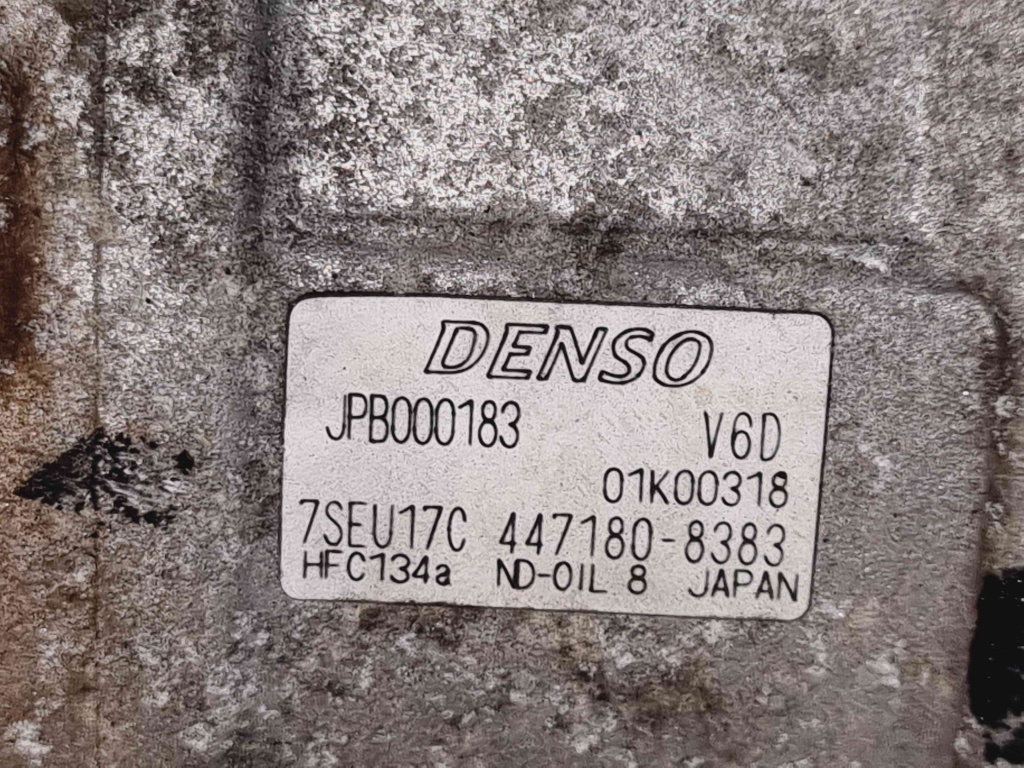 DENSO
JPB000183 V6D
01K00318
7SEU17C 447180-8383
HFC134a ND-OIL 8 JAPAN